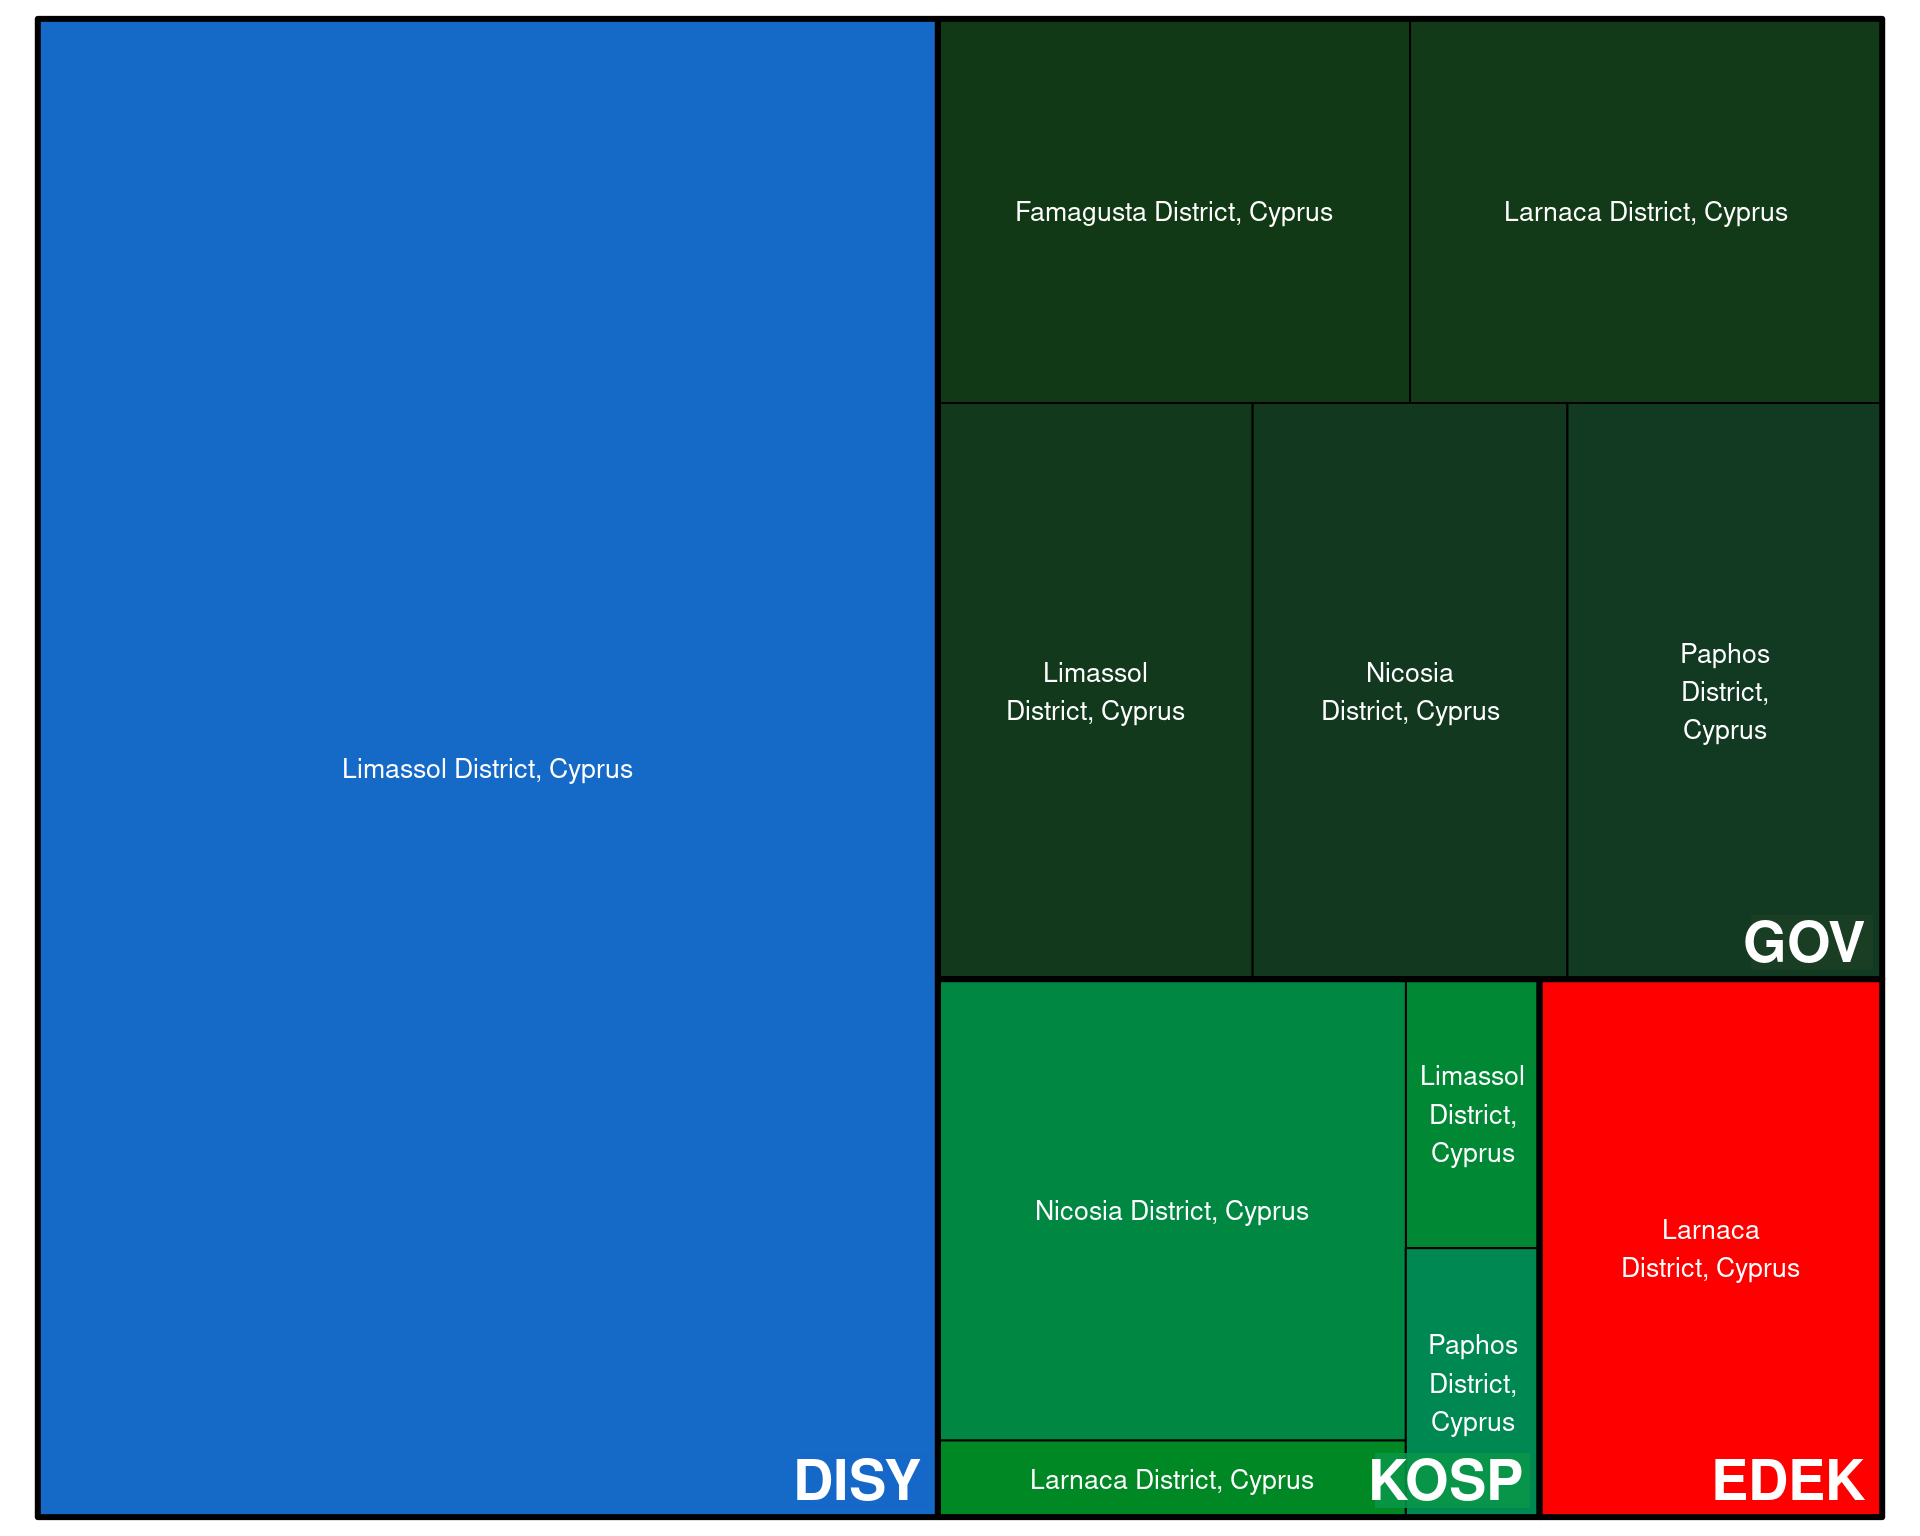 Limassol District, Cyprus
DISY
Famagusta District, Cyprus
Larnaca District, Cyprus
Limassol
District, Cyprus
Nicosia
District, Cyprus
Paphos
District,
Cyprus
GOV
Nicosia District, Cyprus
Limassol
District,
Cyprus
Paphos
District,
Cyprus
Larnaca District, Cyprus
KOSP
Larnaca
District, Cyprus
EDEK